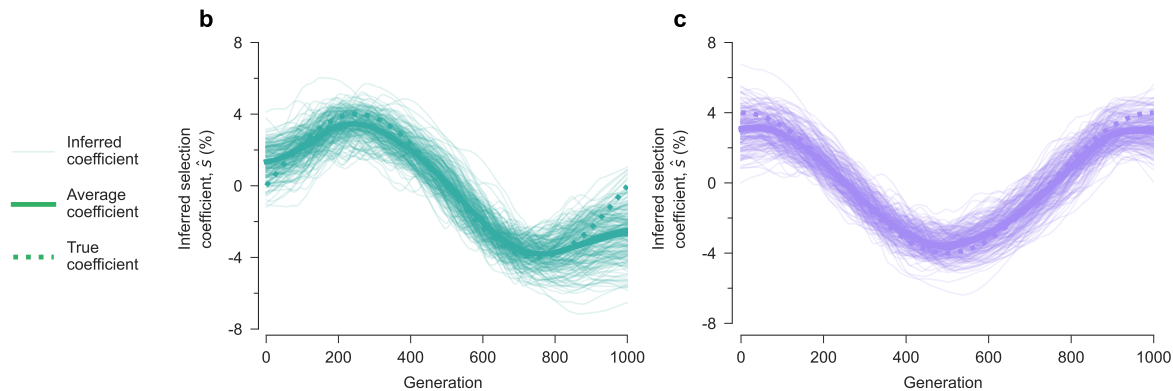 b
c
Inferred
coefficient
Average
coefficient
True
coefficient
Inferred selection
coefficient, ŝ (%)
8
4
0
-4
-8
0
200
400
600
800
1000
Generation
Inferred selection
coefficient, ŝ (%)
8
4
0
-4
-8
0
200
400
600
800
1000
Generation